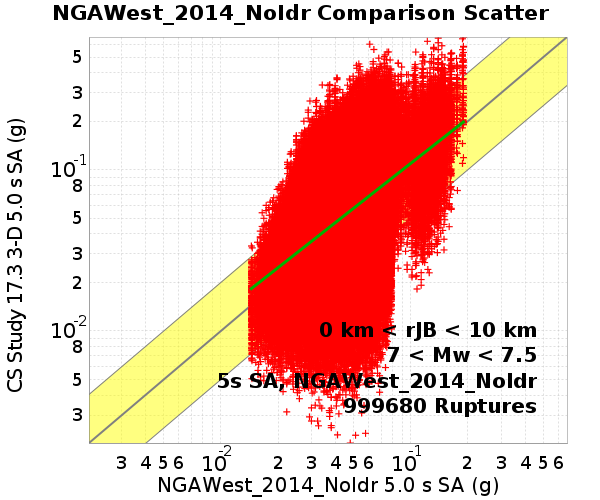 NGAWest_2014_NoIdr Comparison Scatter
CS Study 17.3 3-D 5.0 s SA (g)
5
3
2
10-1
8
5
3
2
10-2
8
5
3
0 km < rJB < 10 km
7 < Mw < 7.5
5s SA, NGAWest_2014_NoIdr
999680 Ruptures
3 4 5 6 10-2 2 3 4 5 6 10-1 2 3 4 5 6
NGAWest_2014_NoIdr 5.0 s SA (g)